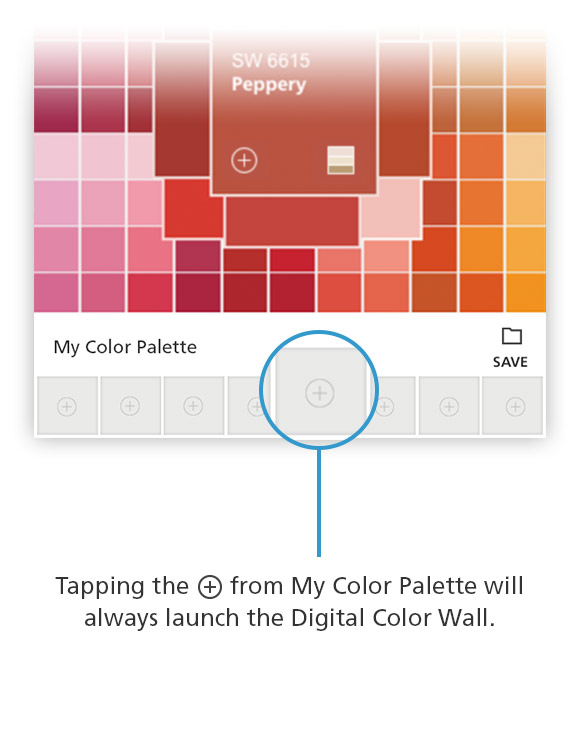 SW 6615
Peppery
My Color Palette
SAVE
Tapping the ⊕ from My Color Palette will
always launch the Digital Color Wall.